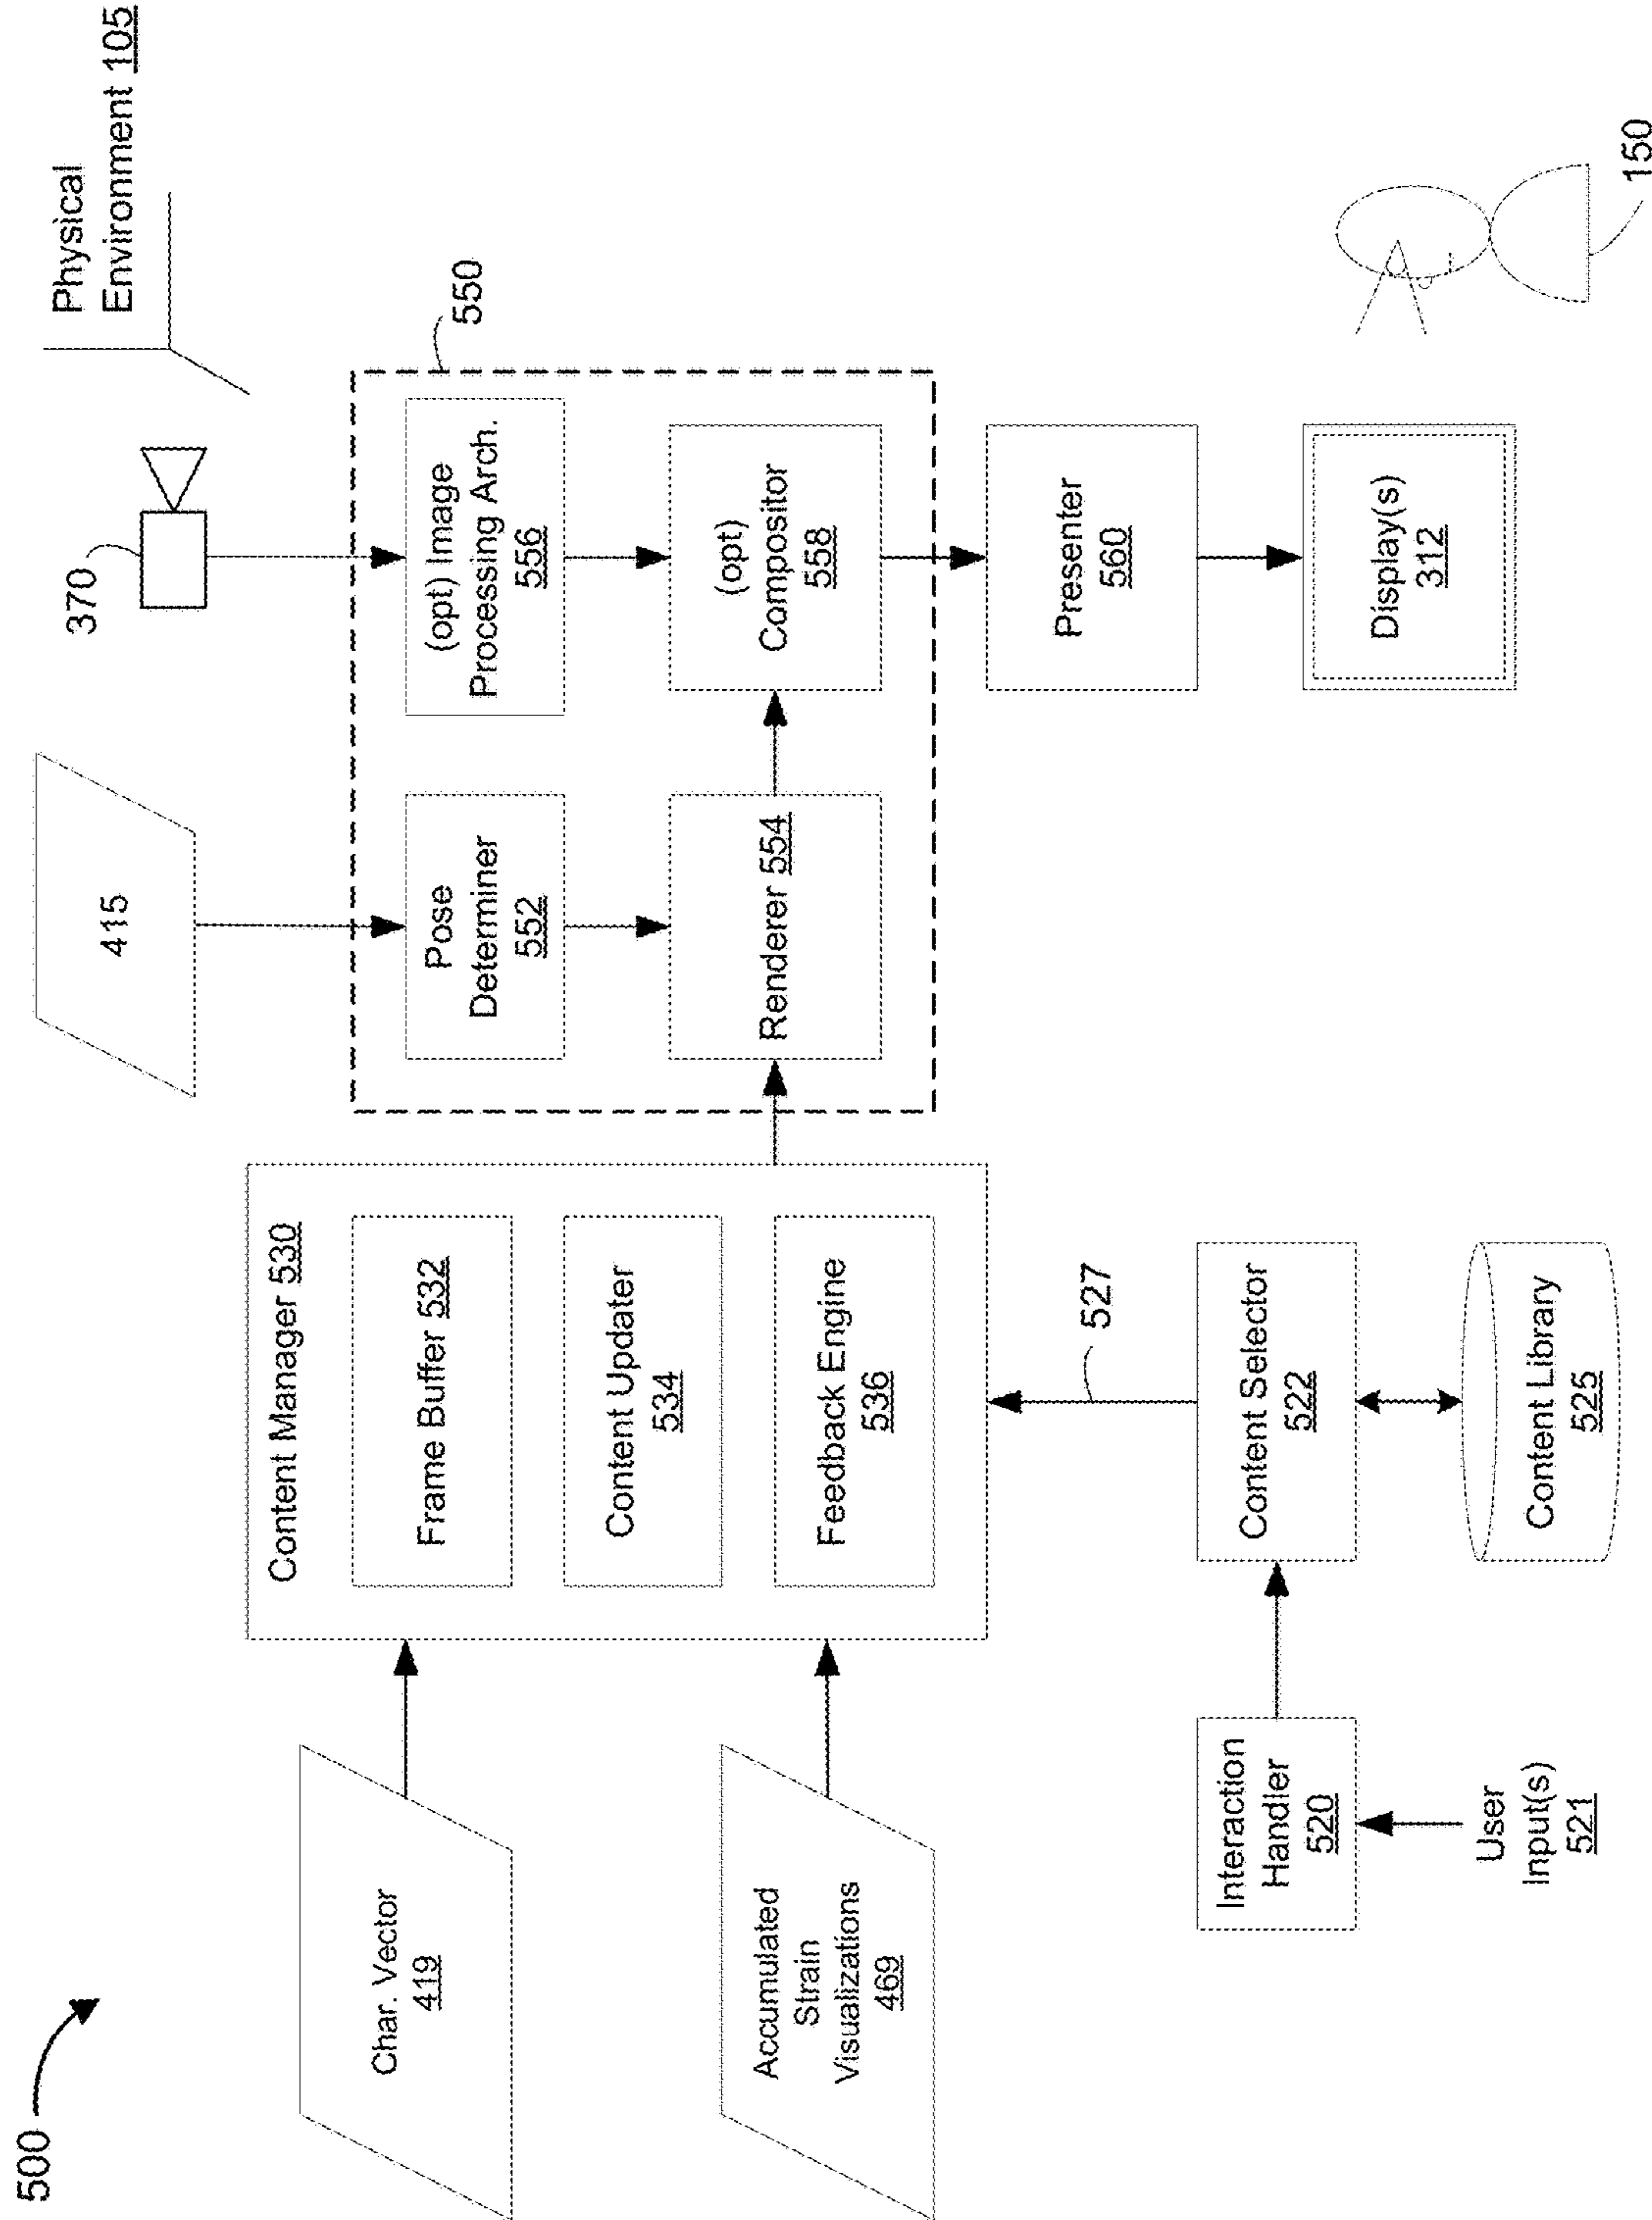 500
Char. Vector
419
Accumulated
Strain
Visualizations
469
Content Manager 530
Frame Buffer 532
Content Updater
534
Feedback Engine
536
527
Interaction
Handler
520
User
Input(s)
521
Content Selector
522
Content Library
525
415
370
Physical
Environment 105
550
Pose
Determiner
552
(opt) Image
Processing Arch.
556
Renderer 554
(opt)
Compositor
558
Presenter
560
Display(s)
312
150